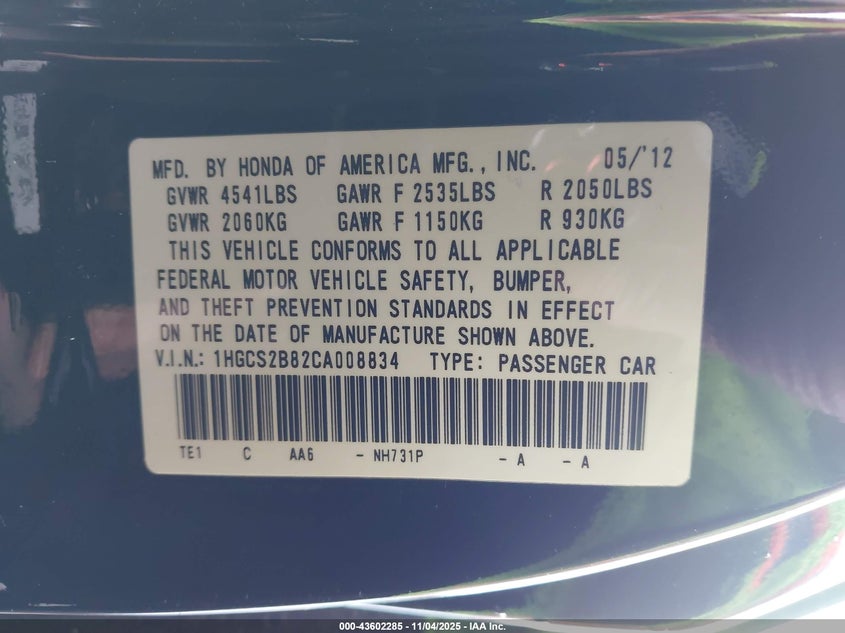 MFD. BY HONDA OF AMERICA MFG., INC. 05/'12
GVWR 4541LBS GAWR F 2535LBS R 2050LBS
GVWR 2060KG GAWR F 1150KG R 930KG
THIS VEHICLE CONFORMS TO ALL APPLICABLE
FEDERAL MOTOR VEHICLE SAFETY, BUMPER,
AND THEFT PREVENTION STANDARDS IN EFFECT
ON THE DATE OF MANUFACTURE SHOWN ABOVE.
V.I.N.: 1HGCS2B82CA008834 TYPE: PASSENGER CAR
TE1 C AA6 - NH731P - A - A
000-43602285 - 11/04/2025 - IAA Inc.